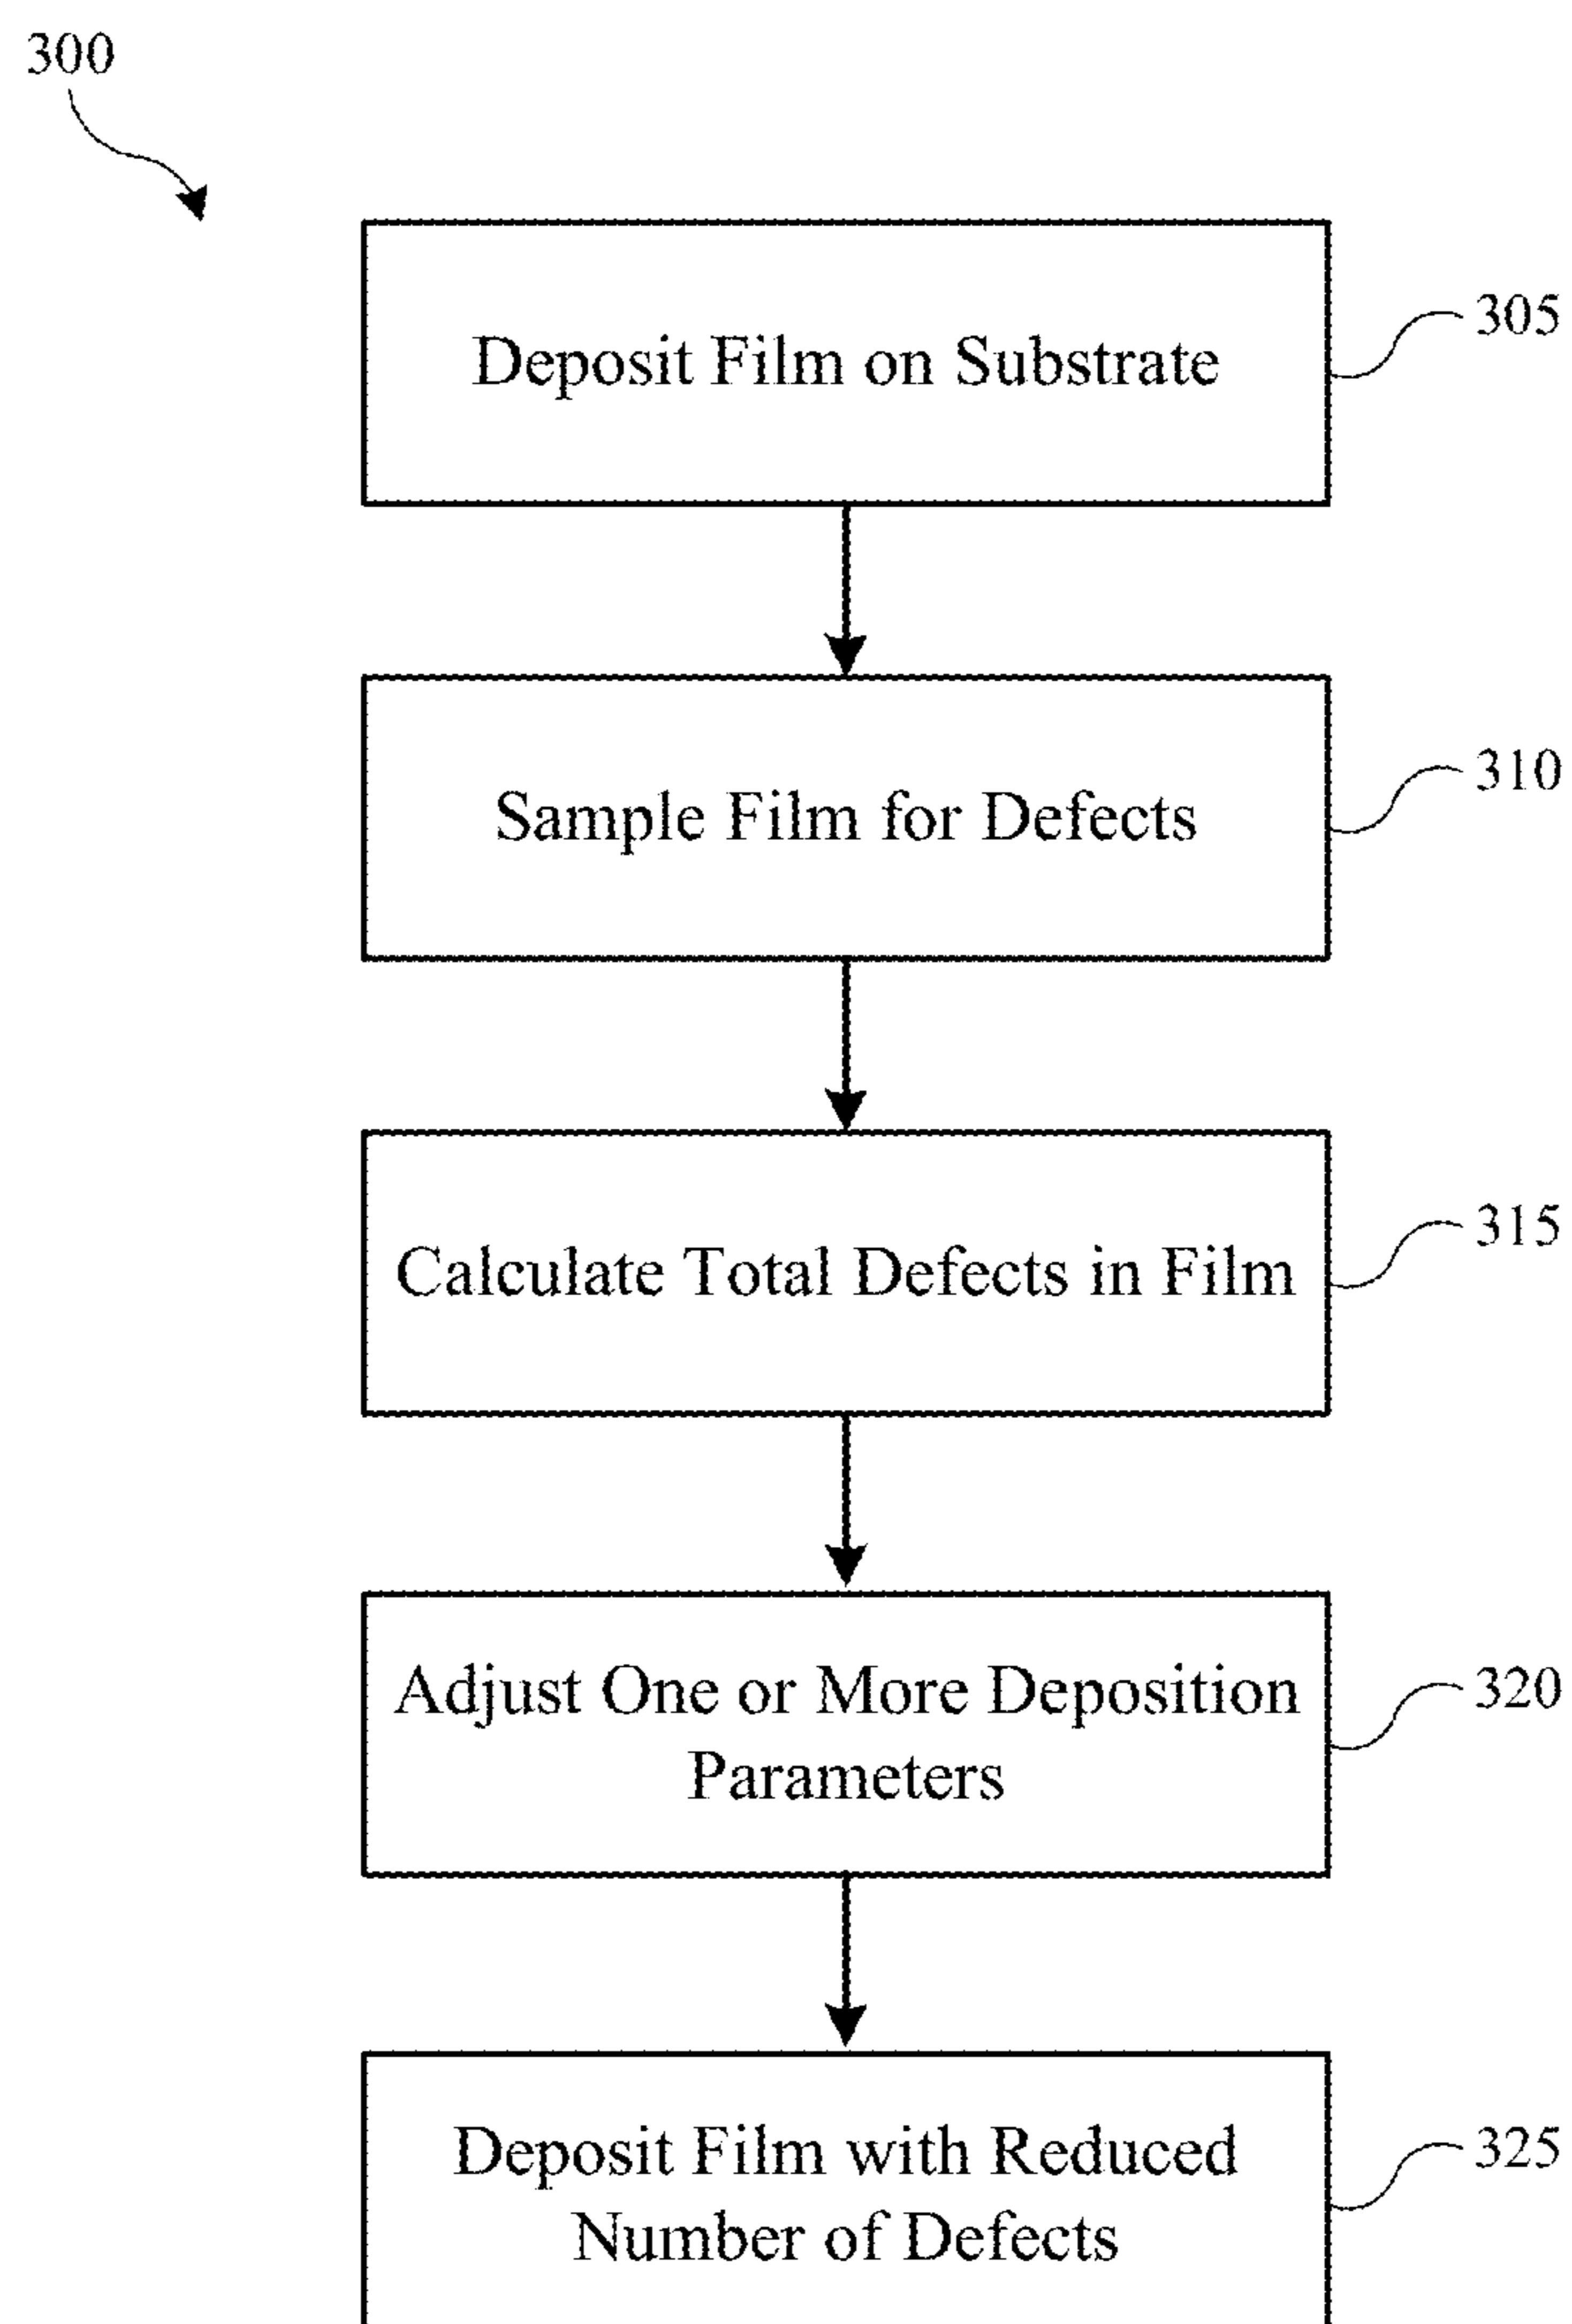 300
Deposit Film on Substrate
305
Sample Film for Defects
310
Calculate Total Defects in Film
315
Adjust One or More Deposition
Parameters
320
Deposit Film with Reduced
Number of Defects
325